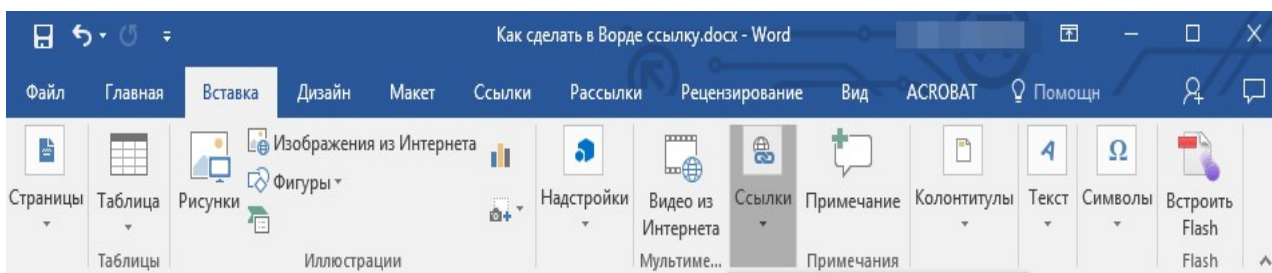 Как сделать в Ворде ссылку.docx - Word
Файл Главная Вставка Дизайн Макет Ссылки Рассылки Рецензирование Вид ACROBAT Помощн
Изображения из Интернета
Фигуры
Страницы Таблица Рисунки Надстройки Видео из Интернета Ссылки Примечание Колонтитулы Текст Символы Встроить Flash
Таблицы Иллюстрации Мультиме... Примечания Flash